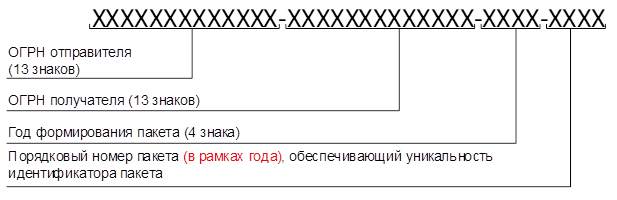 XXXXXXXXXXXXX-XXXXXXXXXXXXX-XXXX-XXXX
ОГРН отправителя
(13 знаков)
ОГРН получателя (13 знаков)
Год формирования пакета (4 знака)
Порядковый номер пакета (в рамках года), обеспечивающий уникальность
идентификатора пакета